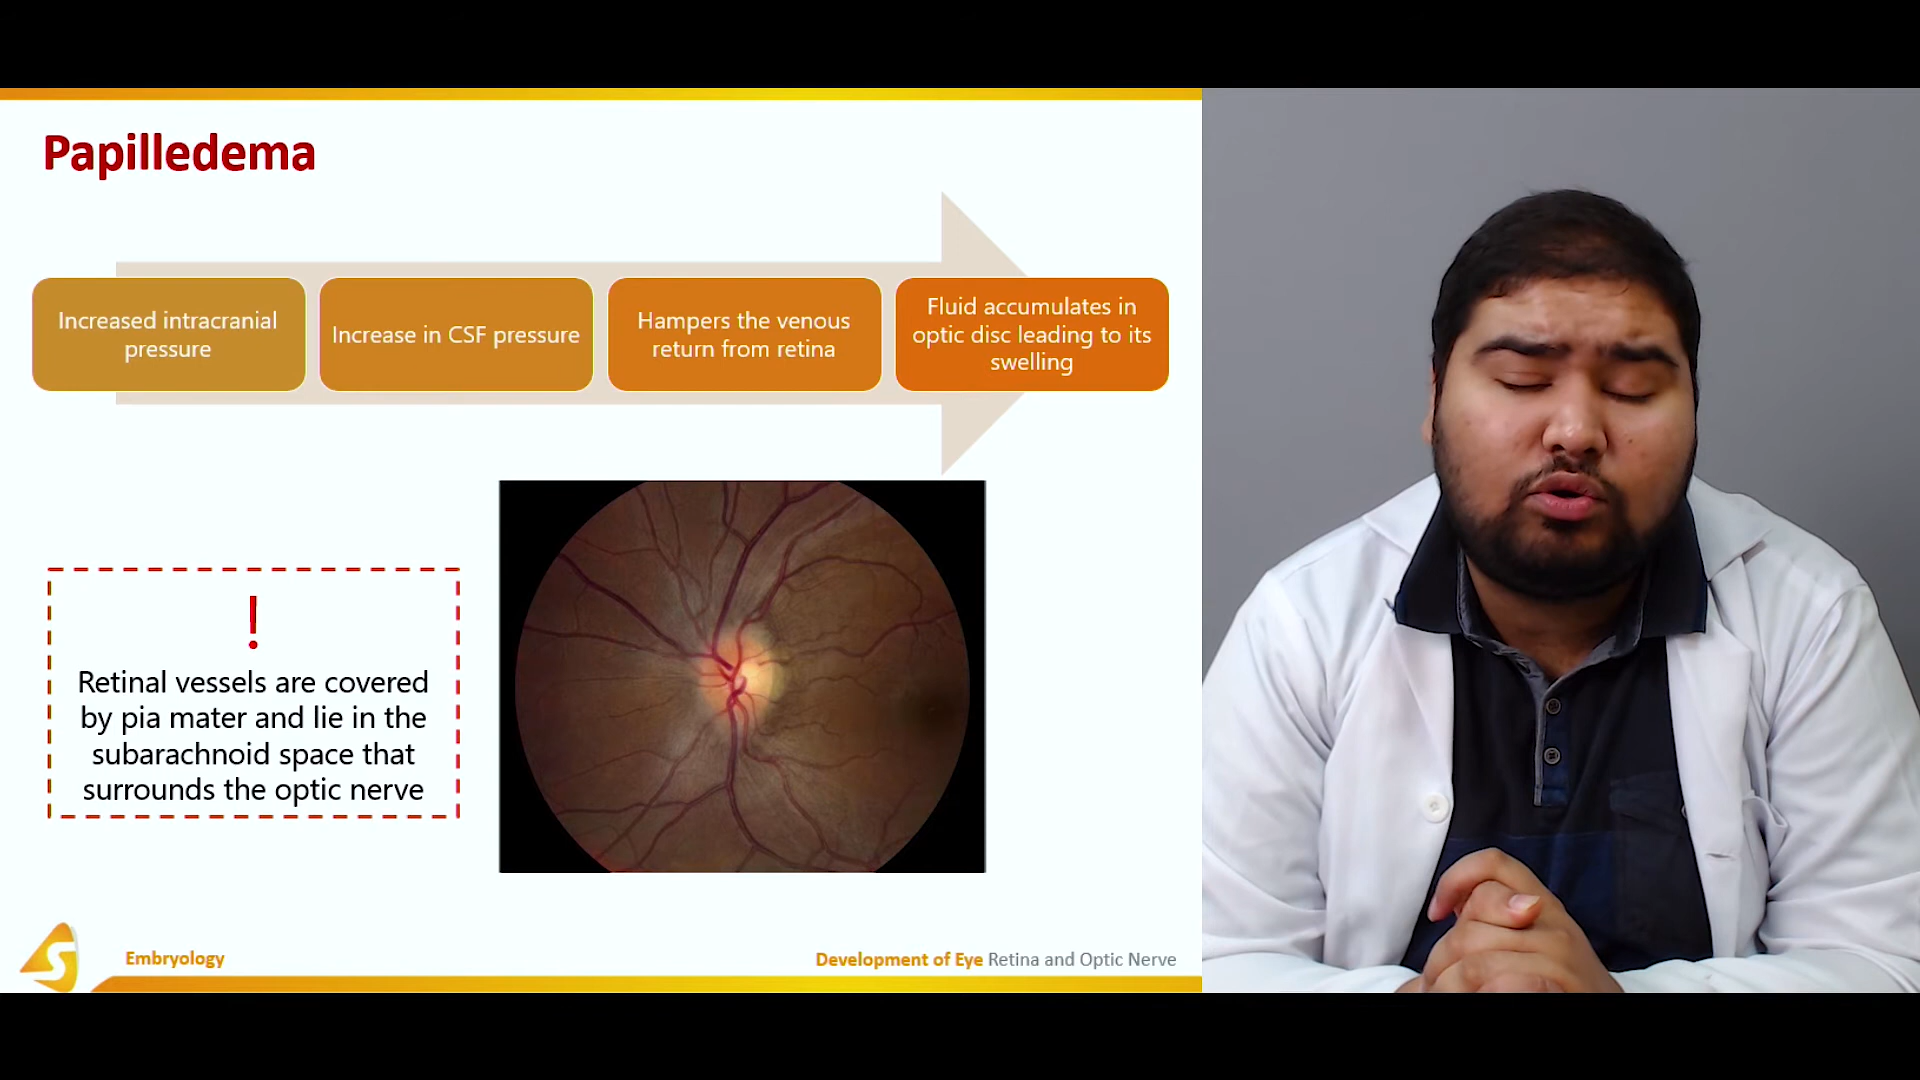 Papilledema
Increased intracranial
pressure
Increase in CSF pressure
Hampers the venous
return from retina
Fluid accumulates in
optic disc leading to its
swelling
!
Retinal vessels are covered
by pia mater and lie in the
subarachnoid space that
surrounds the optic nerve
S
Embryology
Development of Eye Retina and Optic Nerve